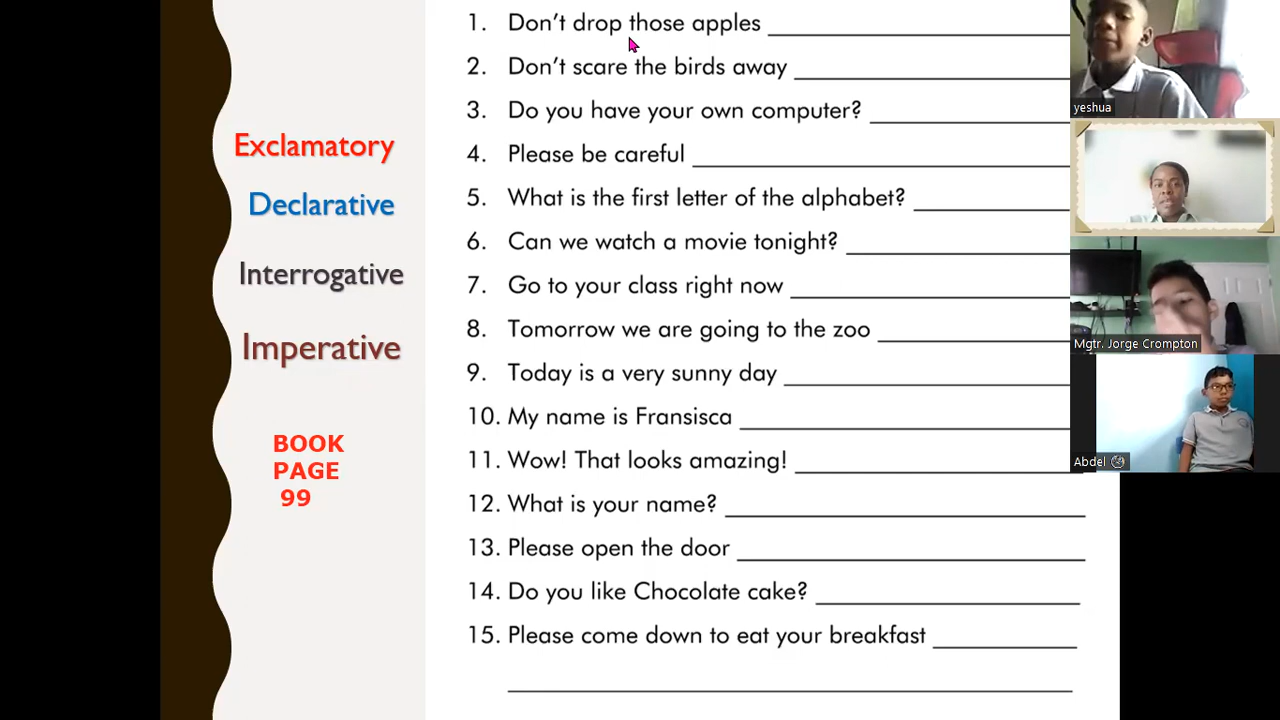 Exclamatory
Declarative
Interrogative
Imperative
BOOK
PAGE
99
1. Don't drop those apples
2. Don't scare the birds away
3. Do you have your own computer?
4. Please be careful
5. What is the first letter of the alphabet?
6. Can we watch a movie tonight?
7. Go to your class right now
8. Tomorrow we are going to the zoo
9. Today is a very sunny day
10. My name is Fransisca
11. Wow! That looks amazing!
12. What is your name?
13. Please open the door
14. Do you like Chocolate cake?
15. Please come down to eat your breakfast
yeshua
Mgtr. Jorge Crompton
Abdel